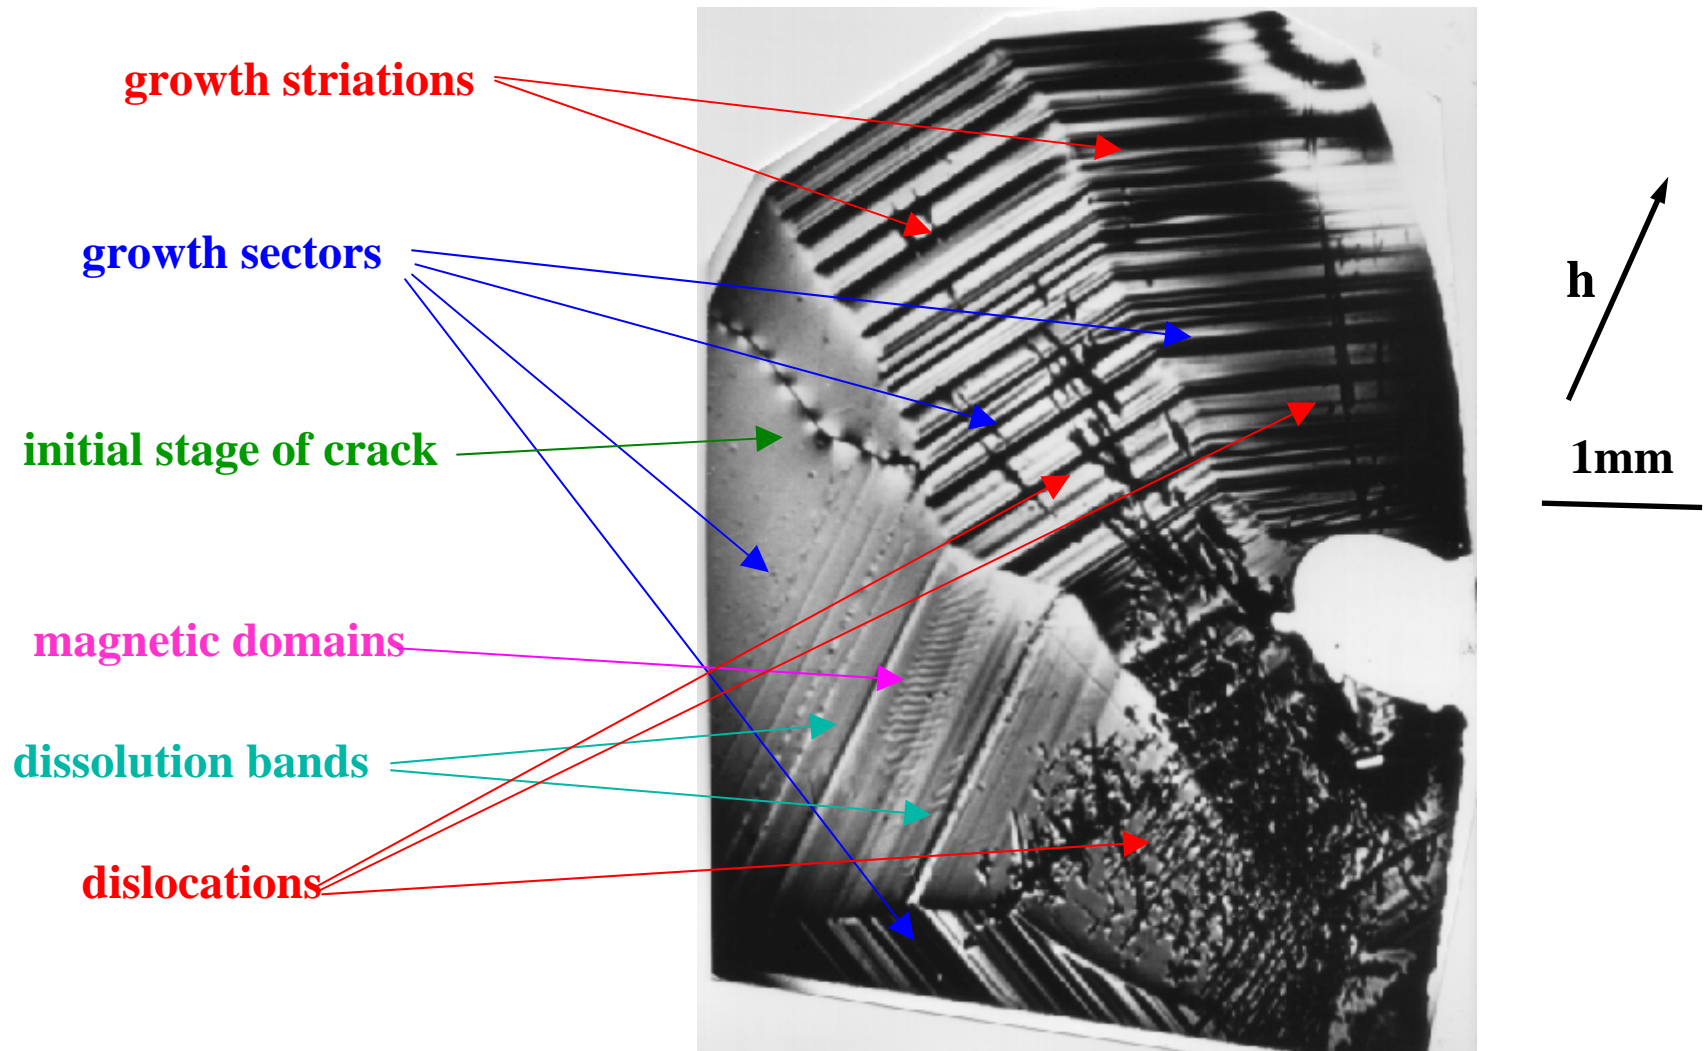 growth striations
growth sectors
h
initial stage of crack
1mm
magnetic domains
dissolution bands
dislocations